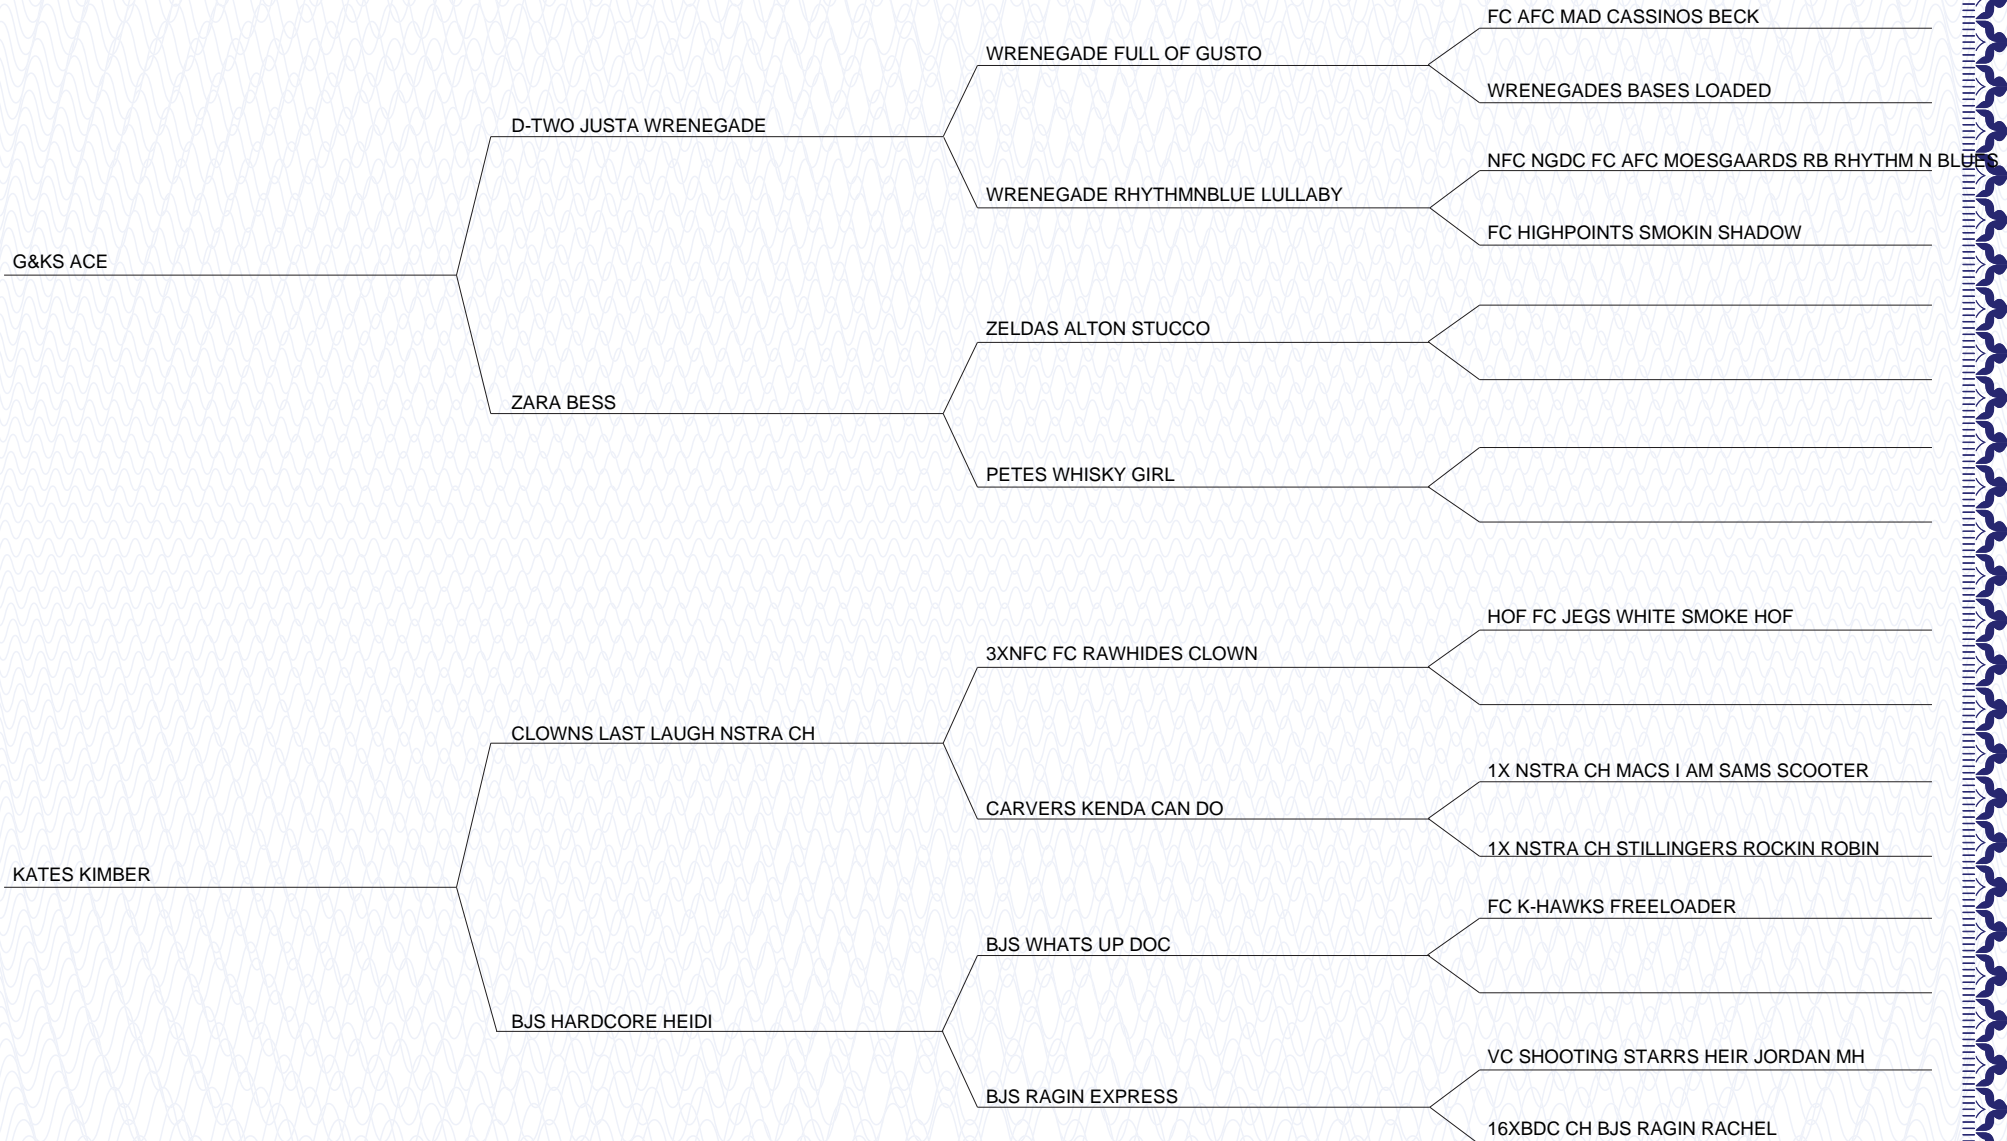 FC AFC MAD CASSINOS BECK
WRENEGADE FULL OF GUSTO
WRENEGADES BASES LOADED
D-TWO JUSTA WRENEGADE
NFC NGDC FC AFC MOESGAARDS RB RHYTHM N BLUES
WRENEGADE RHYTHMNBLUE LULLABY
FC HIGHPOINTS SMOKIN SHADOW
G&KS ACE
ZELDAS ALTON STUCCO
ZARA BESS
PETES WHISKY GIRL
HOF FC JEGS WHITE SMOKE HOF
3XNFC FC RAWHIDES CLOWN
CLOWNS LAST LAUGH NSTRA CH
1X NSTRA CH MACS I AM SAMS SCOOTER
CARVERS KENDA CAN DO
1X NSTRA CH STILLINGERS ROCKIN ROBIN
KATES KIMBER
FC K-HAWKS FREELOADER
BJS WHATS UP DOC
BJS HARDCORE HEIDI
VC SHOOTING STARRS HEIR JORDAN MH
BJS RAGIN EXPRESS
16XBDC CH BJS RAGIN RACHEL